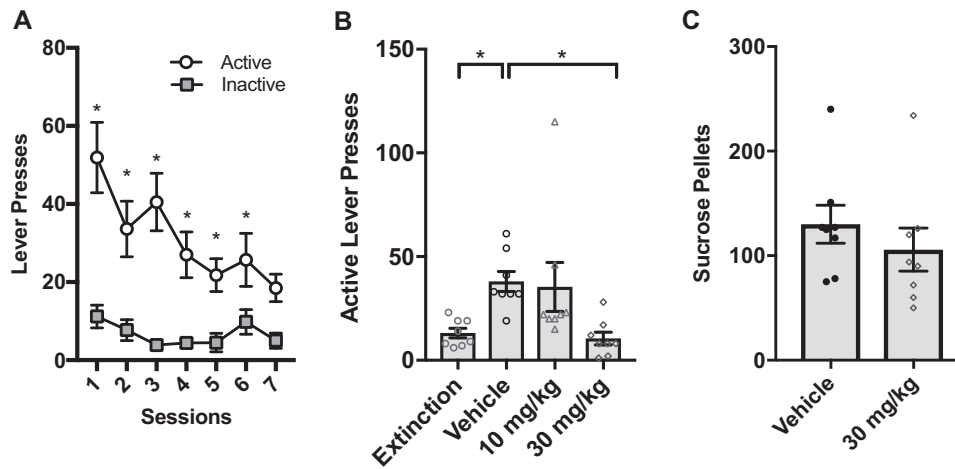 A
Lever Presses
80
60
40
20
0
Active
Inactive
*
*
*
*
*
*
1
2
3
4
5
6
7
Sessions
B
Active Lever Presses
150
100
50
0
*
*
Extinction
Vehicle
10 mg/kg
30 mg/kg
C
Sucrose Pellets
300
200
100
0
Vehicle
30 mg/kg